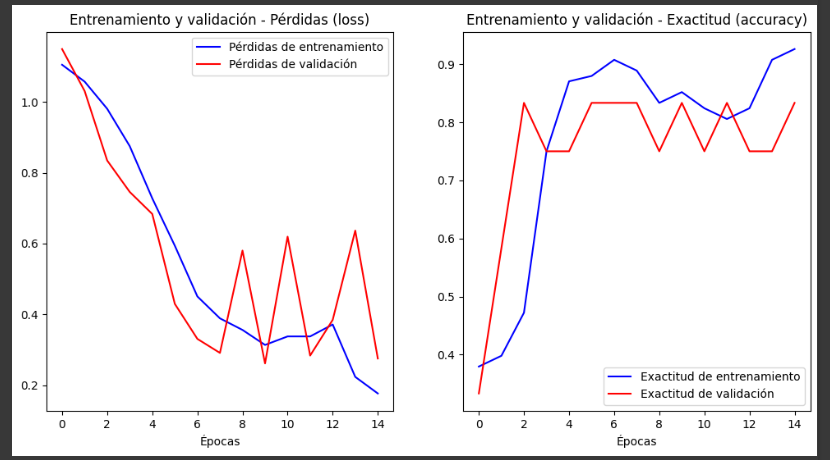 Entrenamiento y validación - Pérdidas (loss)
Pérdidas de entrenamiento
Pérdidas de validación
1.0
0.8
0.6
0.4
0.2
0 2 4 6 8 10 12 14
Épocas
Entrenamiento y validación - Exactitud (accuracy)
0.9
0.8
0.7
0.6
0.5
0.4
Exactitud de entrenamiento
Exactitud de validación
0 2 4 6 8 10 12 14
Épocas